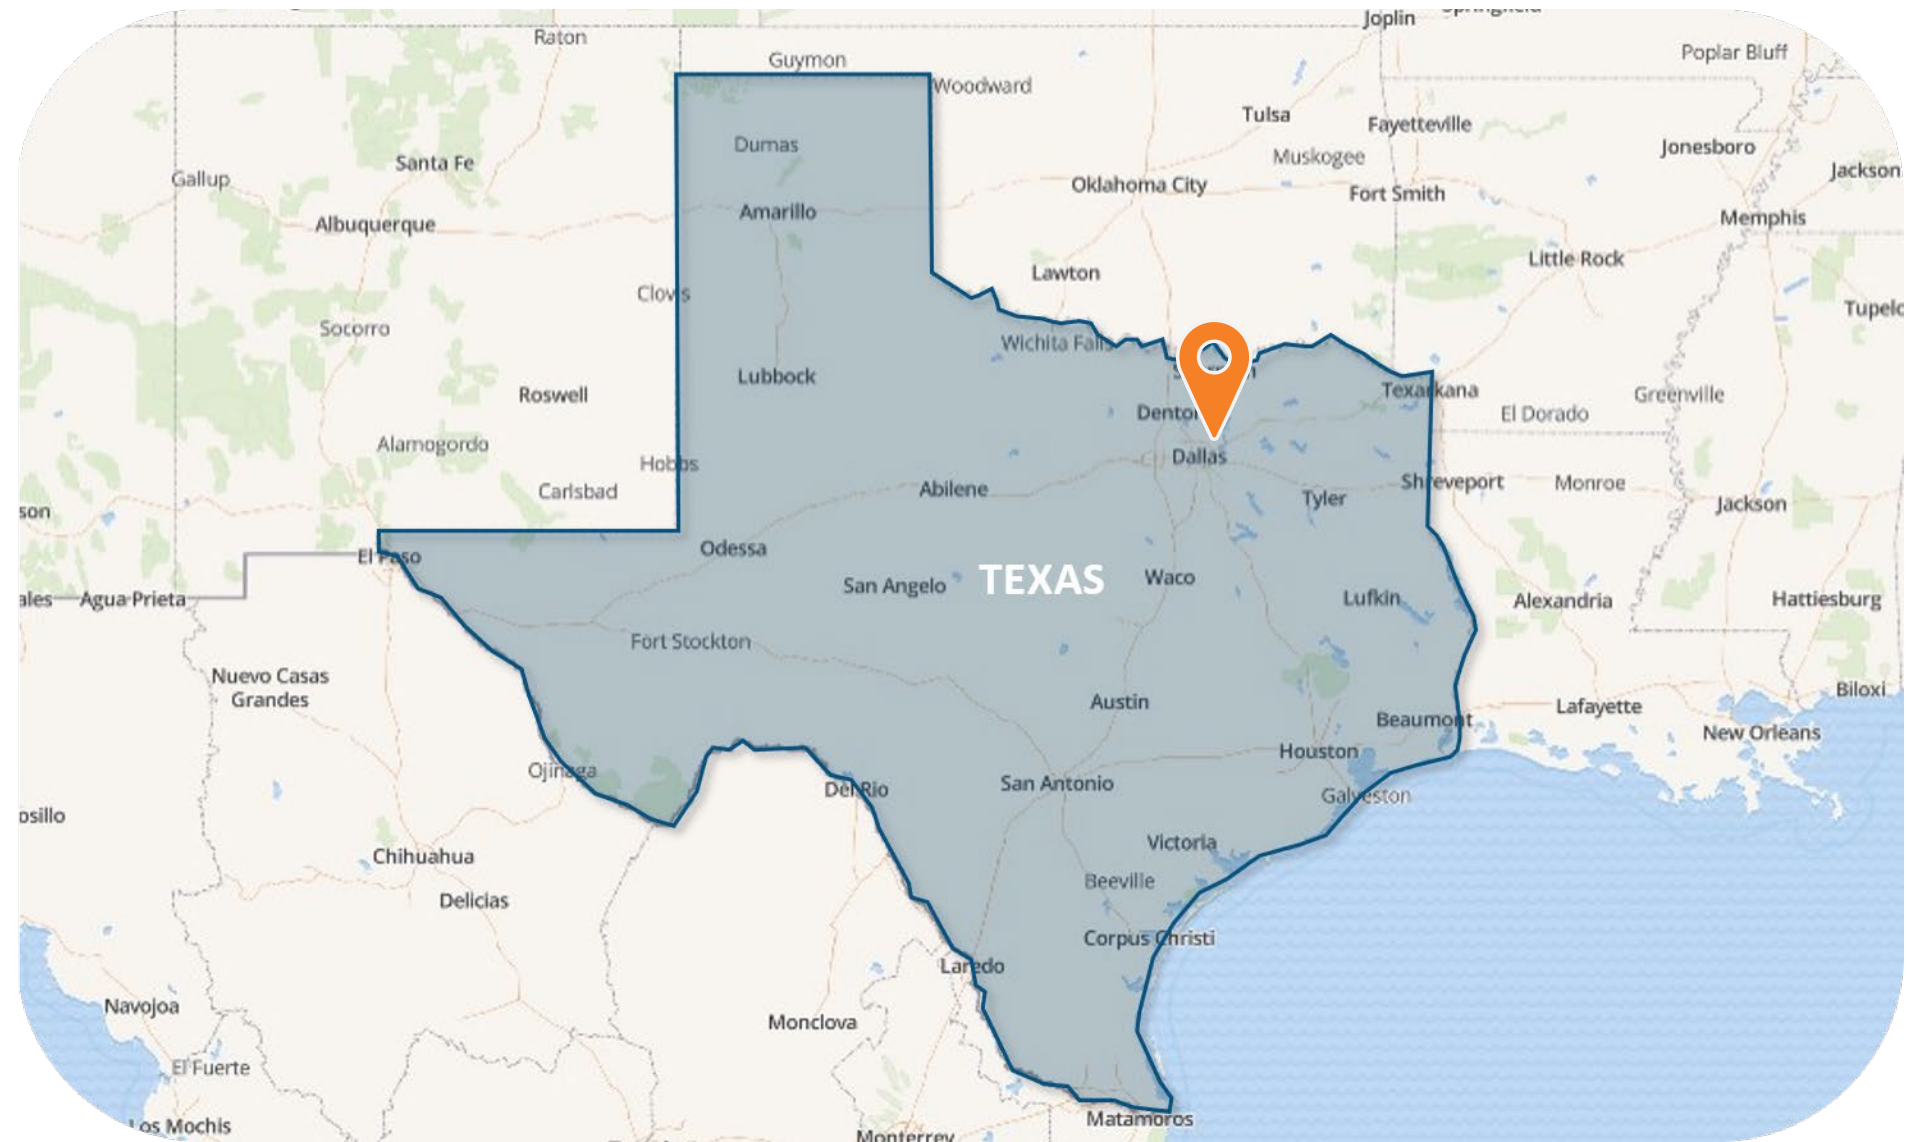 Joplin
Raton
Poplar Bluff
Guymon
Woodward
Tulsa
Fayetteville
Dumas
Jonesboro
Muskogee
Santa Fe
Jackson
Gallup
Oklahoma City
Fort Smith
Amarillo
Memphis
Albuquerque
Little Rock
Lawton
Clovis
Tupelo
Socorro
Wichita Falls
Lubbock
Texarkana
Roswell
Greenville
Denton
El Dorado
Alamogordo
Dallas
Hobbs
Shreveport
Monroe
Carlsbad
Abilene
Tyler
Jackson
son
Odessa
El Paso
Waco
TEXAS
San Angelo
ales
Agua Prieta
Lufkin
Alexandria
Hattiesburg
Fort Stockton
Nuevo Casas
Grandes
Biloxi
Austin
Lafayette
Beaumont
New Orleans
Houston
Ojinaga
San Antonio
Del Rio
Galveston
osillo
Victoria
Chihuahua
Beeville
Delicias
Corpus Christi
Laredo
Navojoa
Monclova
El Fuerte
Matamoros
Los Mochis
Monterrey